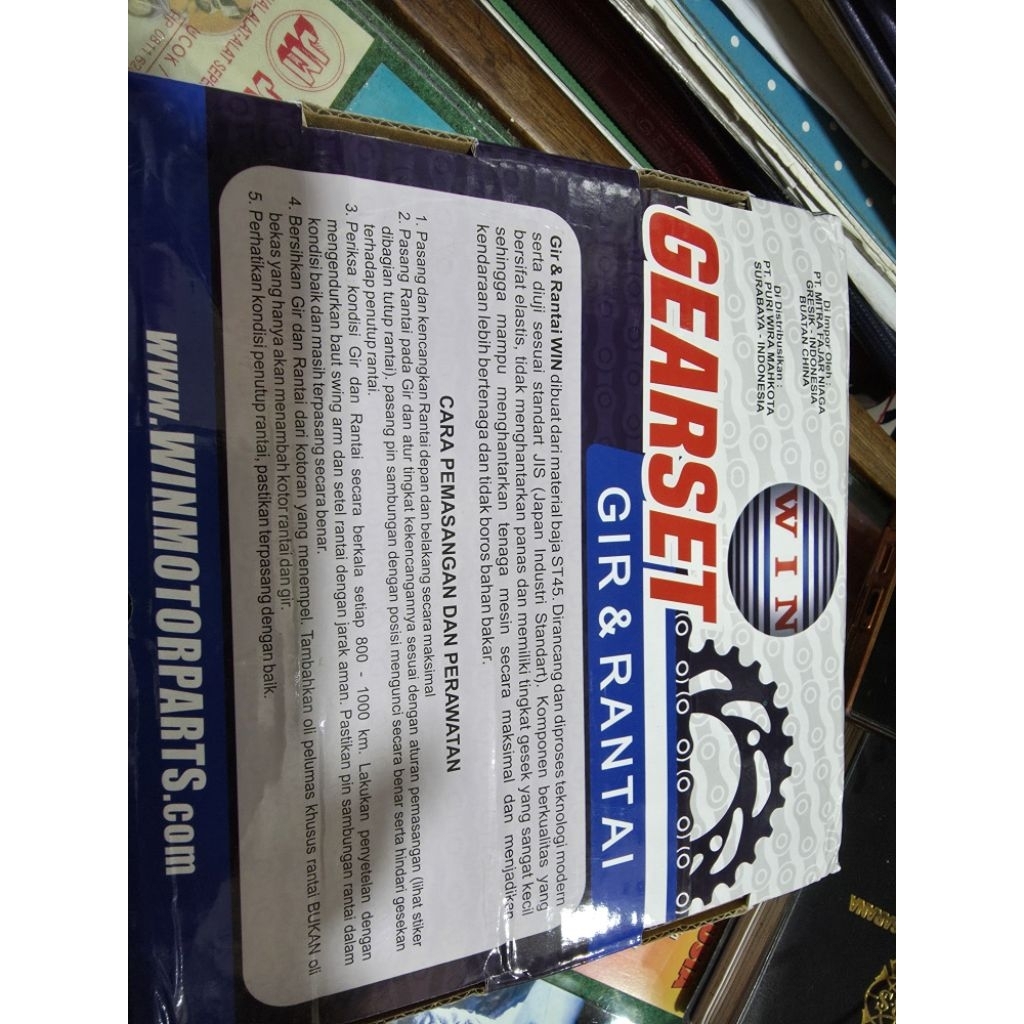 Di Impor Oleh :
PT. MITRA FAJAR NIAGA
GRESIK - INDONESIA
BUATAN CHINA
Di Distribusikan :
PT. PURI WIRA MAHKOTA
SURABAYA - INDONESIA
WIN
GEARSET
GIR & RANTAI
Gir & Rantai WIN dibuat dari material baja ST45. Dirancang dan diproses teknologi modern
serta diuji sesuai standart JIS (Japan Industri Standart). Komponen berkualitas yang
bersifat elastis, tidak menghantarkan panas dan memiliki tingkat gesek yang sangat kecil
sehingga mampu menghantarkan tenaga mesin secara maksimal dan menjadikan
kendaraan lebih bertenaga dan tidak boros bahan bakar.
CARA PEMASANGAN DAN PERAWATAN
1. Pasang dan kencangkan Rantai depan dan belakang secara maksimal
2. Pasang Rantai pada Gir dan atur tingkat kekencangannya sesuai dengan aturan pemasangan (lihat stiker
dibagian tutup rantai), pasang pin sambungan dengan posisi mengunci secara benar serta hindari gesekan
terhadap penutup rantai.
3. Periksa kondisi Gir dan Rantai secara berkala setiap 800 - 1000 km. Lakukan penyetelan dengan
mengendurkan baut swing arm dan setel rantai dengan jarak aman. Pastikan pin sambungan rantai dalam
kondisi baik dan masih terpasang secara benar.
4. Bersihkan Gir dan Rantai dari kotoran yang menempel. Tambahkan oli pelumas khusus rantai BUKAN oli
bekas yang hanya akan menambah kotor rantai dan gir.
5. Perhatikan kondisi penutup rantai, pastikan terpasang dengan baik.
www.WINMOTORPARTS.com